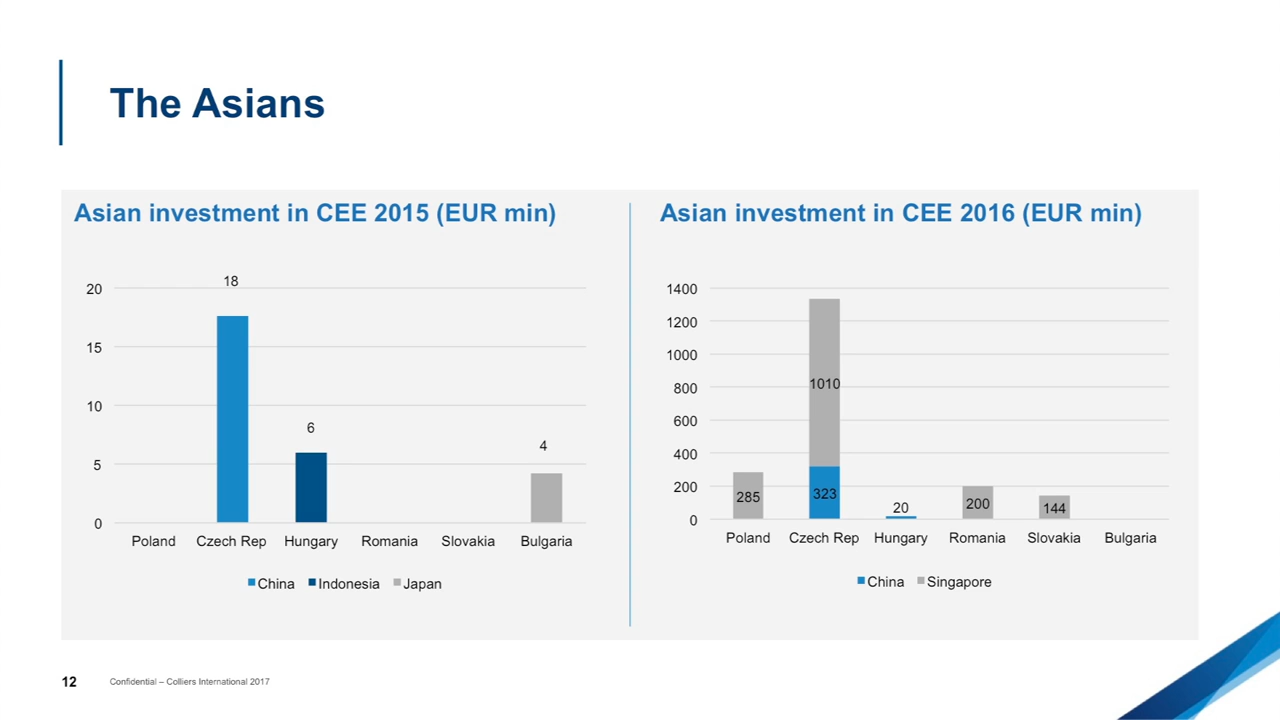 The Asians
Asian investment in CEE 2015 (EUR min)
20
15
10
5
0
18
6
4
Poland Czech Rep Hungary Romania Slovakia Bulgaria
China Indonesia Japan
Asian investment in CEE 2016 (EUR min)
1400
1200
1000
800
600
400
200
0
285
1010
323
20
200
144
Poland Czech Rep Hungary Romania Slovakia Bulgaria
China Singapore
12 Confidential – Colliers International 2017